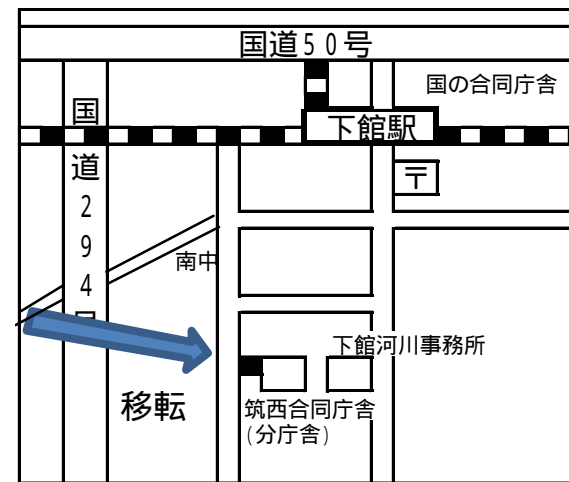 国道50号
国の合同庁舎
下館駅
〒
国道294号
南中
下館河川事務所
移転
筑西合同庁舎
(分庁舎)